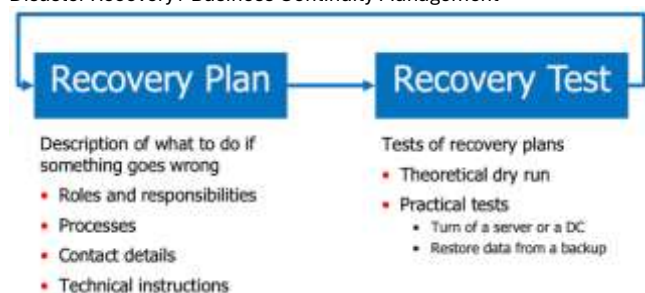 Disaster Recovery / Business Continuity Management
Recovery Plan
Description of what to do if
something goes wrong
• Roles and responsibilities
• Processes
• Contact details
• Technical instructions
Recovery Test
Tests of recovery plans
• Theoretical dry run
• Practical tests
• Turn of a server or a DC
• Restore data from a backup